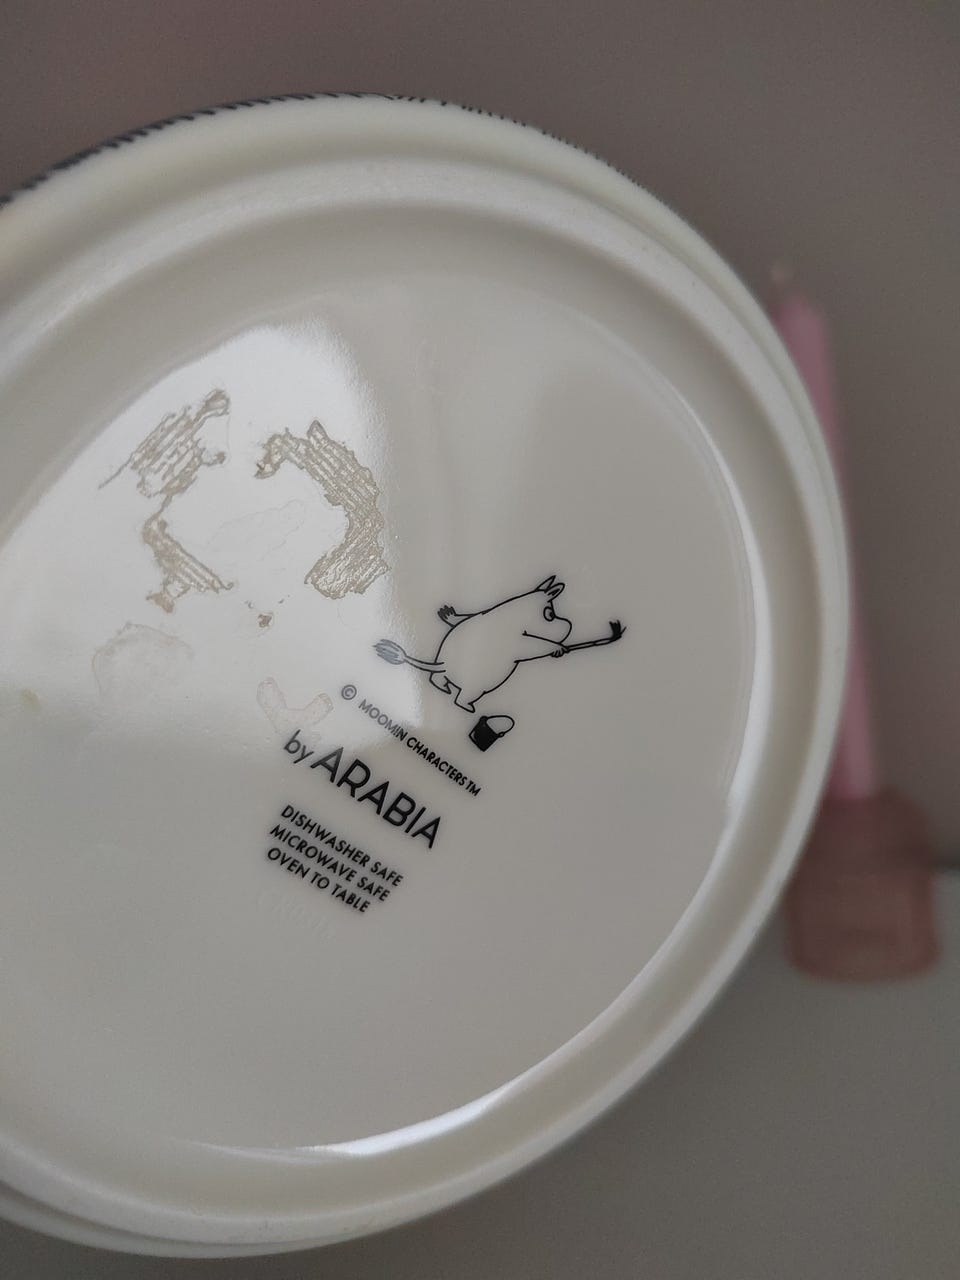 © MOOMIN CHARACTERS™
by ARABIA
DISHWASHER SAFE
MICROWAVE SAFE
OVEN TO TABLE